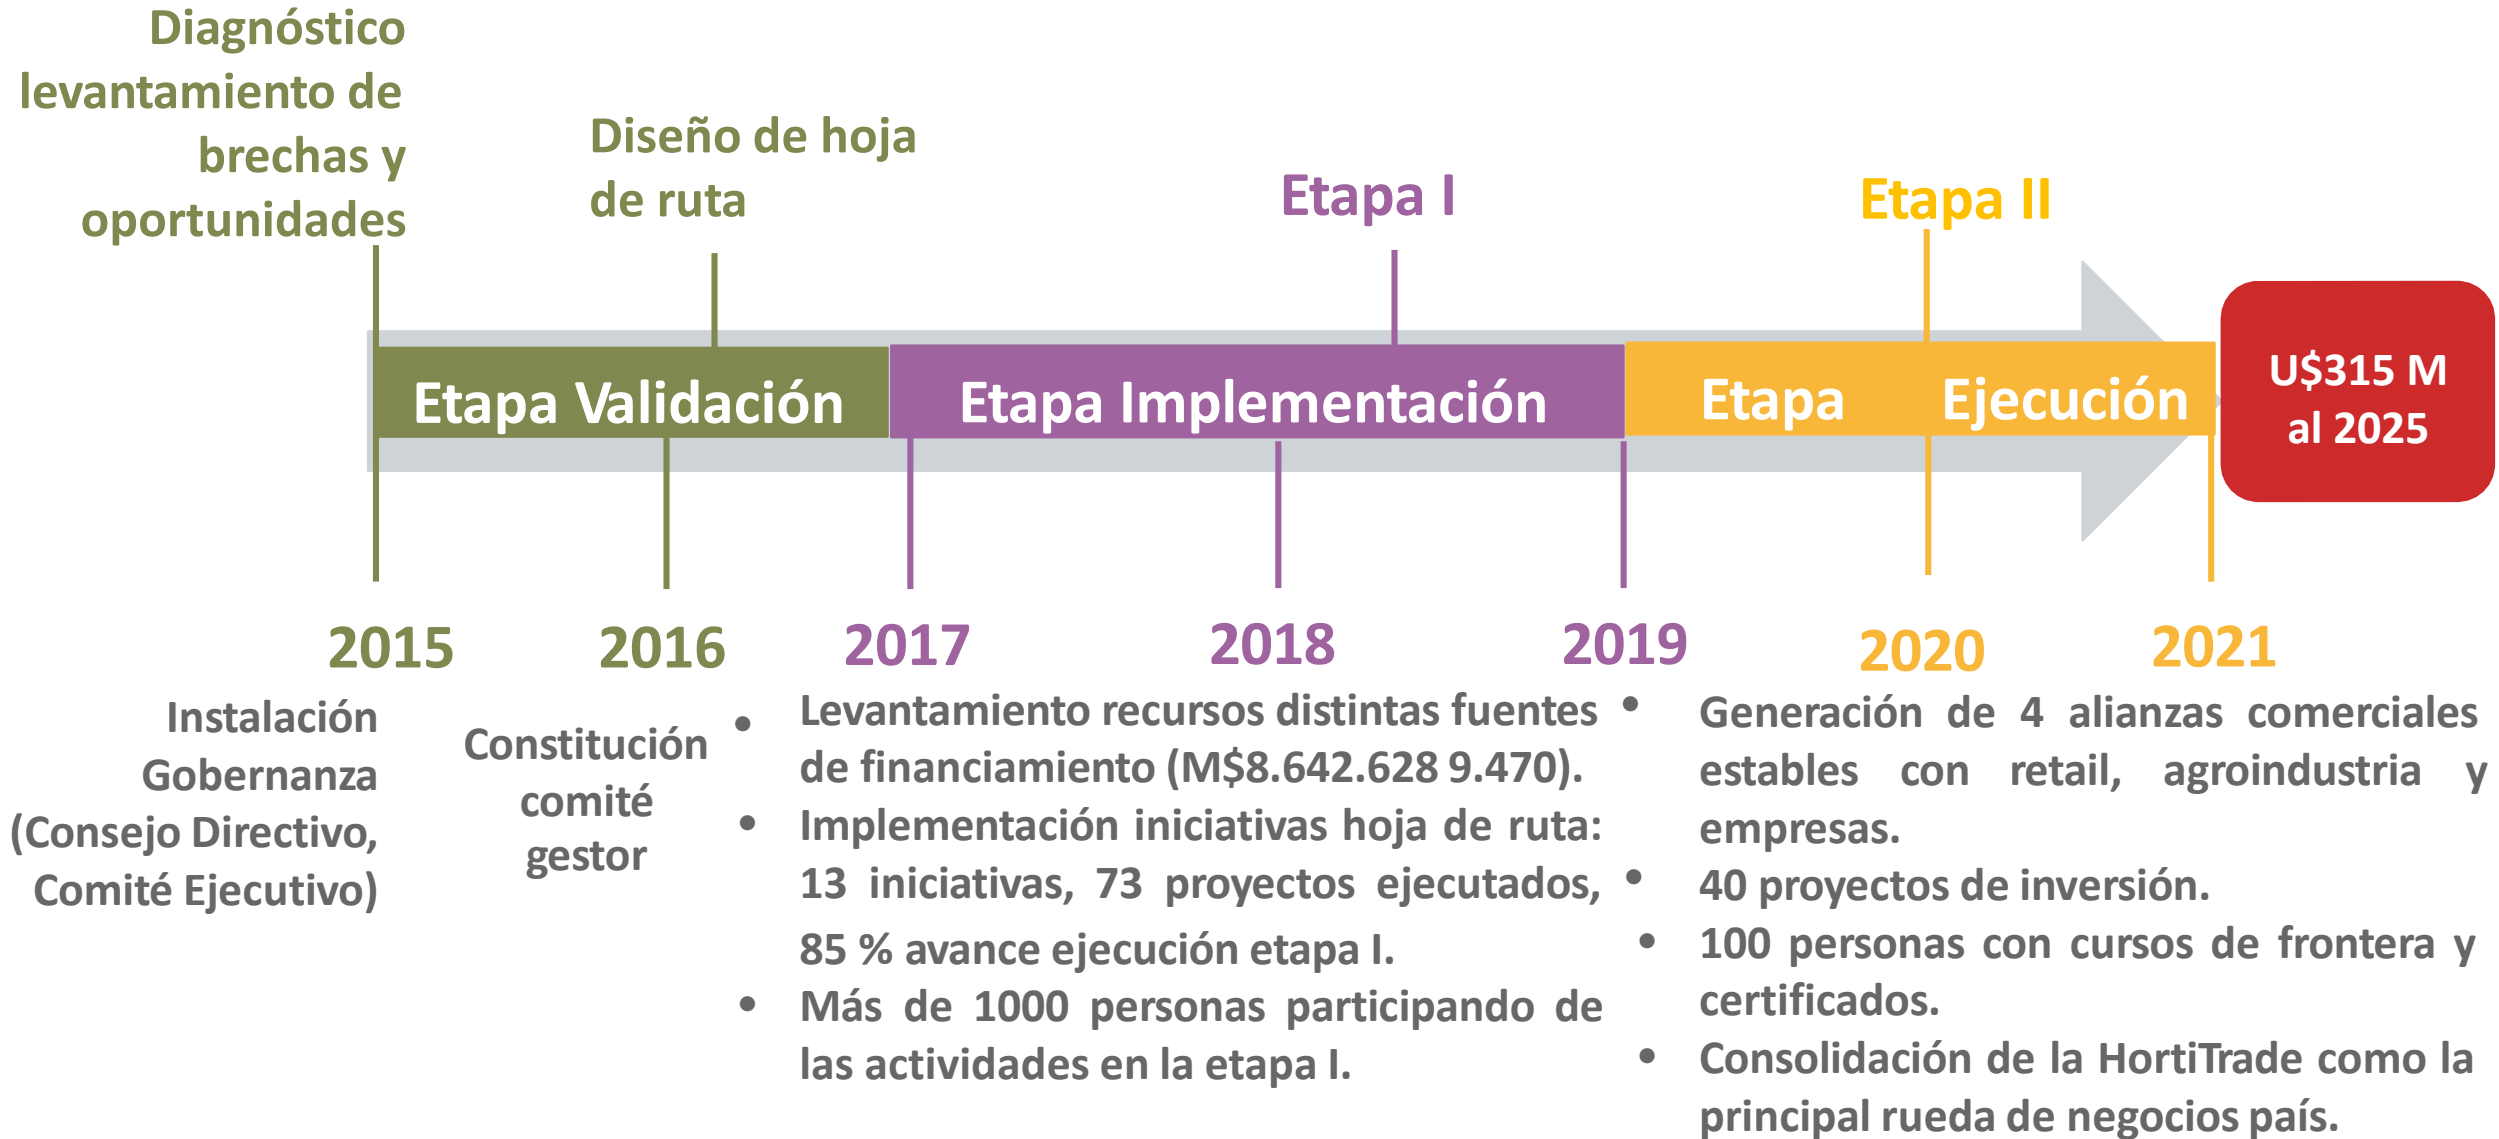 Diagnóstico
levantamiento de
brechas y
oportunidades
Diseño de hoja
de ruta
Etapa I
Etapa II
Etapa Validación
Etapa Implementación
Etapa Ejecución
U$315 M
al 2025
2015
2016
2017
2018
2019
2020
2021
Instalación
Gobernanza
(Consejo Directivo,
Comité Ejecutivo)
Constitución
comité
gestor
• Levantamiento recursos distintas fuentes
de financiamiento (M$8.642.628 9.470).
• Implementación iniciativas hoja de ruta:
13 iniciativas, 73 proyectos ejecutados,
85 % avance ejecución etapa I.
• Más de 1000 personas participando de
las actividades en la etapa I.
• Generación de 4 alianzas comerciales
estables con retail, agroindustria y
empresas.
• 40 proyectos de inversión.
• 100 personas con cursos de frontera y
certificados.
• Consolidación de la HortiTrade como la
principal rueda de negocios país.